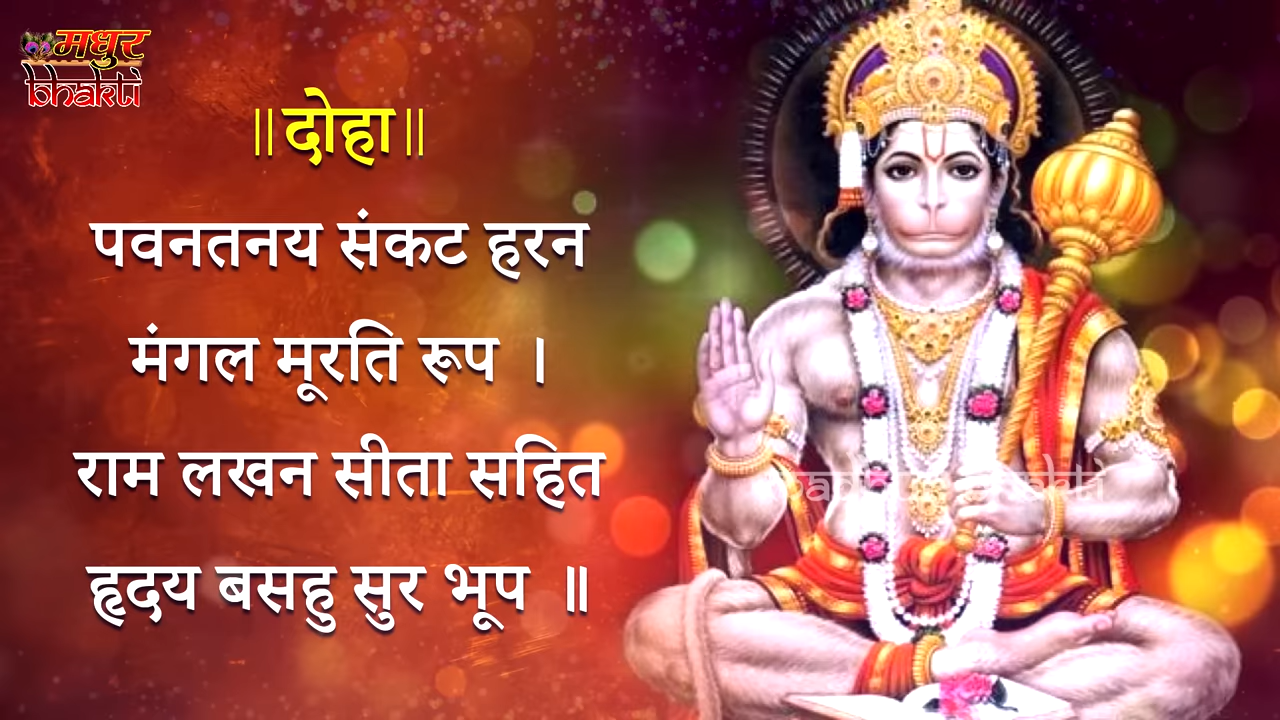 मधुर
bhakti
॥दोहा॥
पवनतनय संकट हरन
मंगल मूरति रूप ।
राम लखन सीता सहित
हृदय बसहु सुर भूप ॥